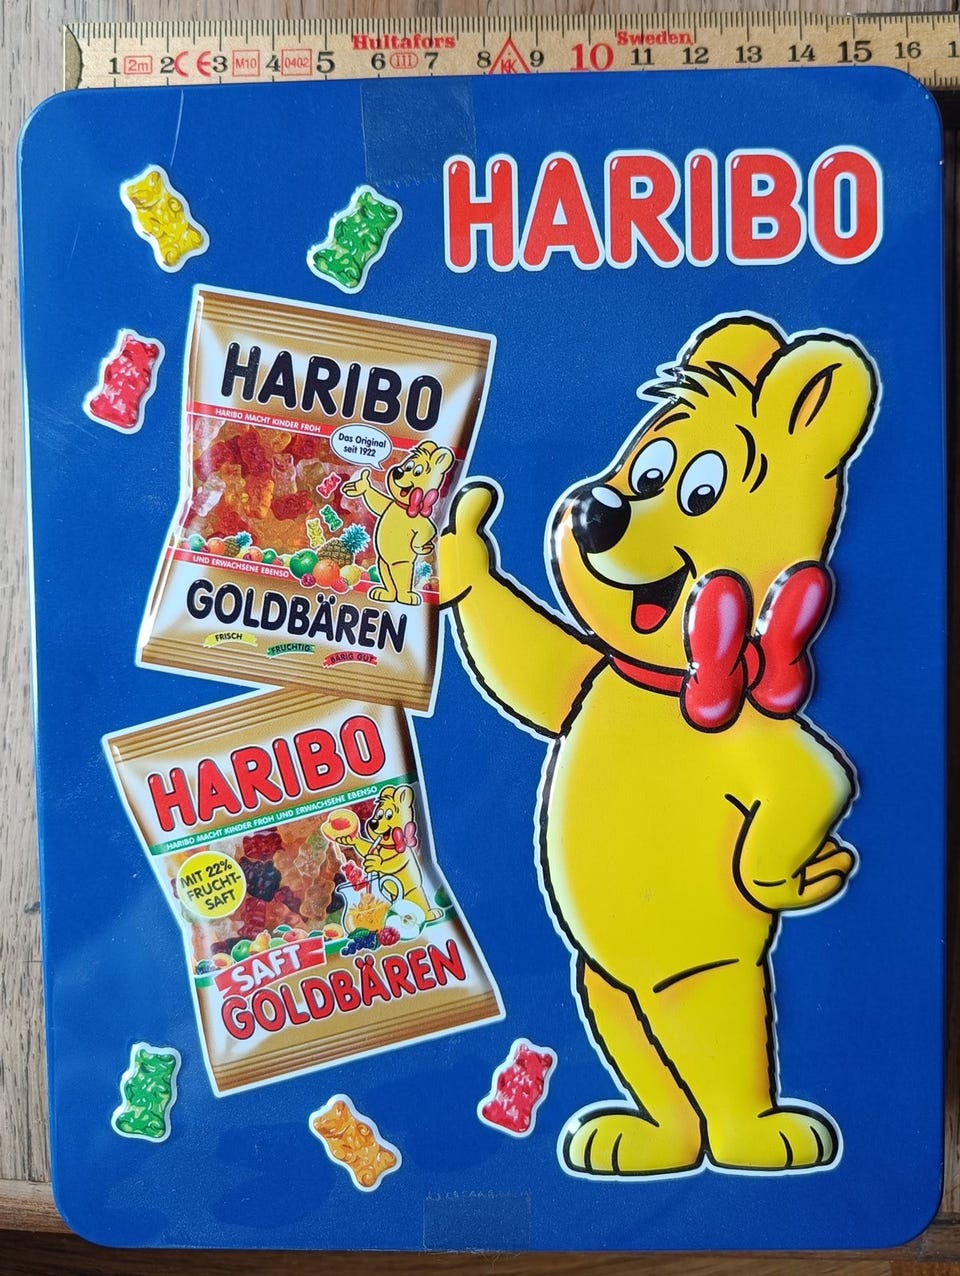 Hultafors Sweden
1 2m 2 CE 3 M10 4 0402 5 6 III 7 8 9 10 11 12 13 14 15 16
HARIBO
HARIBO
HARIBO MACHT KINDER FROH
Das Original
seit 1922
UND ERWACHSENE EBENSO
GOLDBÄREN
FRISCH
FRUCHTIG
BÄRIG GUT
HARIBO
HARIBO MACHT KINDER FROH UND ERWACHSENE EBENSO
MIT 22%
FRUCHT-
SAFT
SAFT
GOLDBÄREN